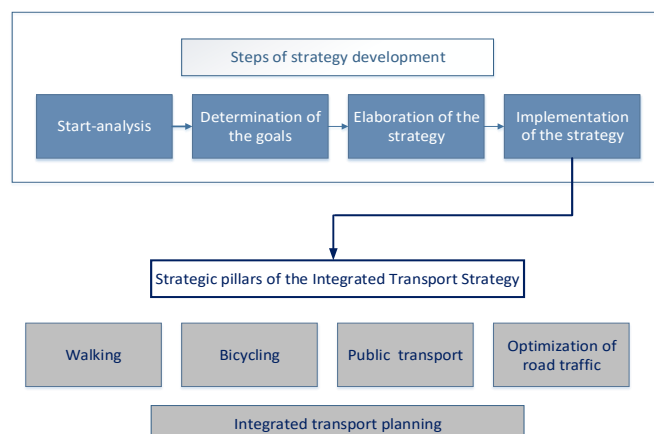 Steps of strategy development
Start-analysis
Determination of
the goals
Elaboration of the
strategy
Implementation
of the strategy
Strategic pillars of the Integrated Transport Strategy
Walking
Bicycling
Public transport
Optimization of
road traffic
Integrated transport planning